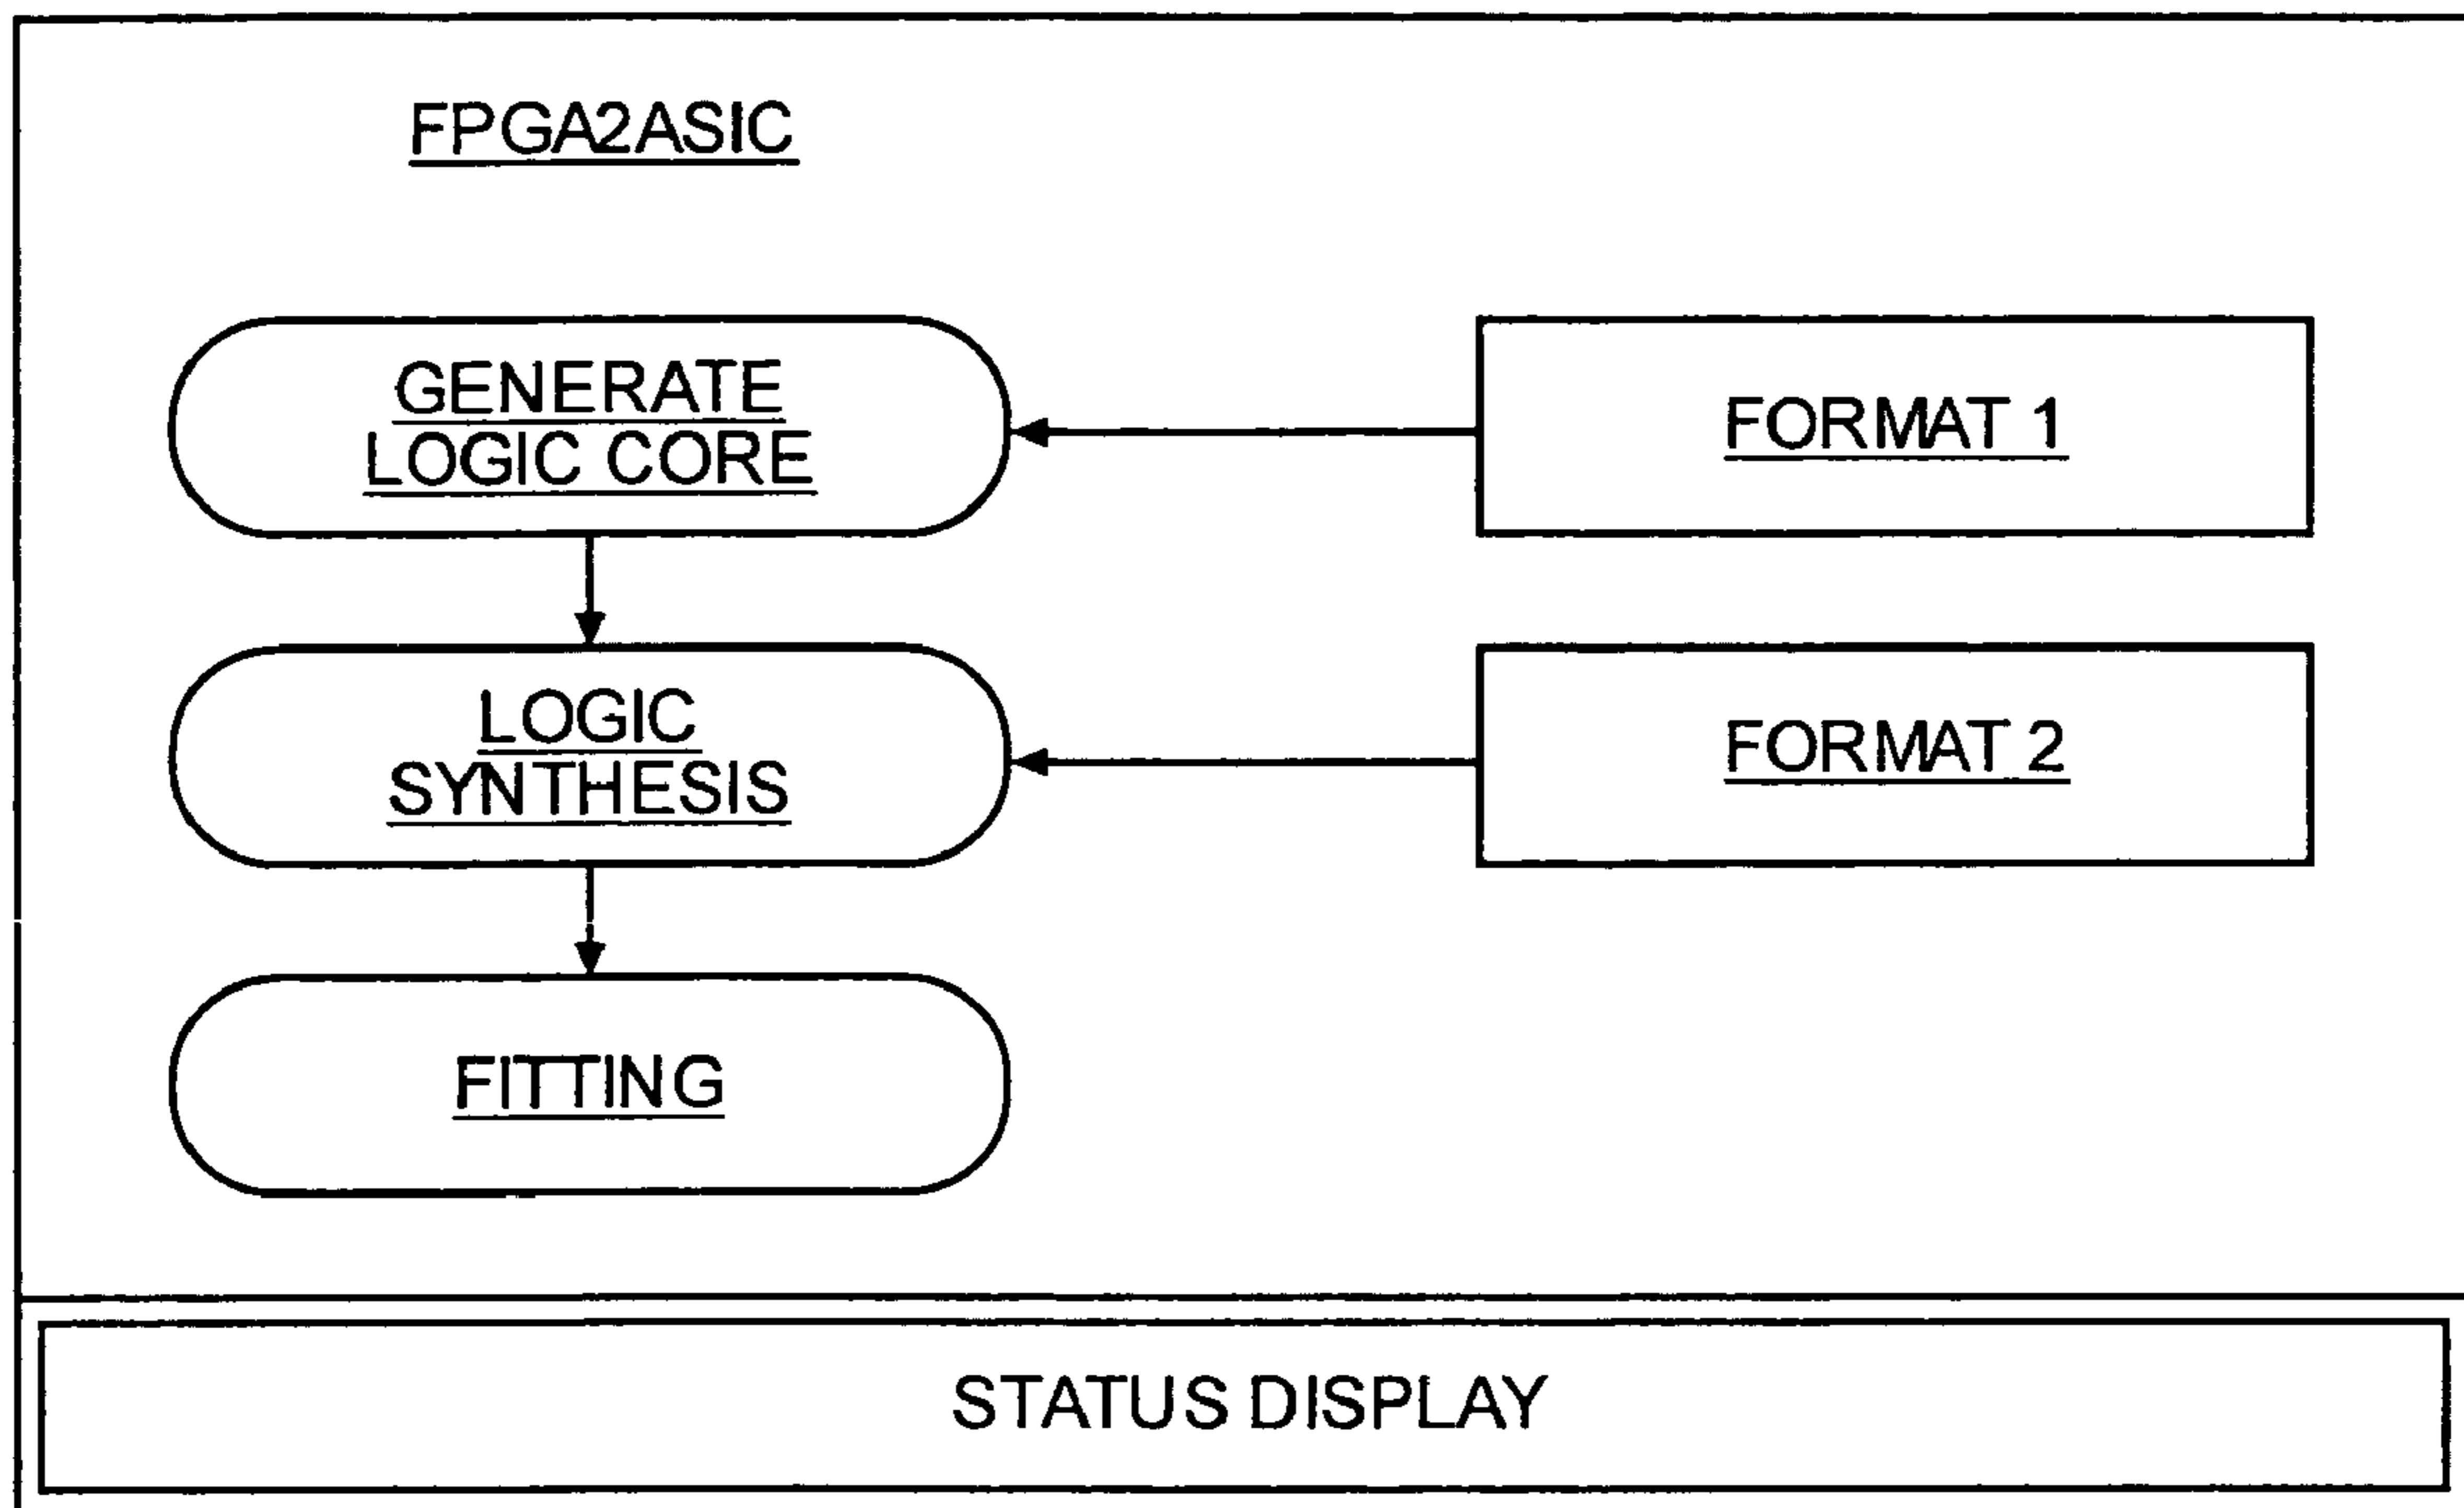 FPGA2ASIC
GENERATE
LOGIC CORE
FORMAT 1
LOGIC
SYNTHESIS
FORMAT 2
FITTING
STATUS DISPLAY